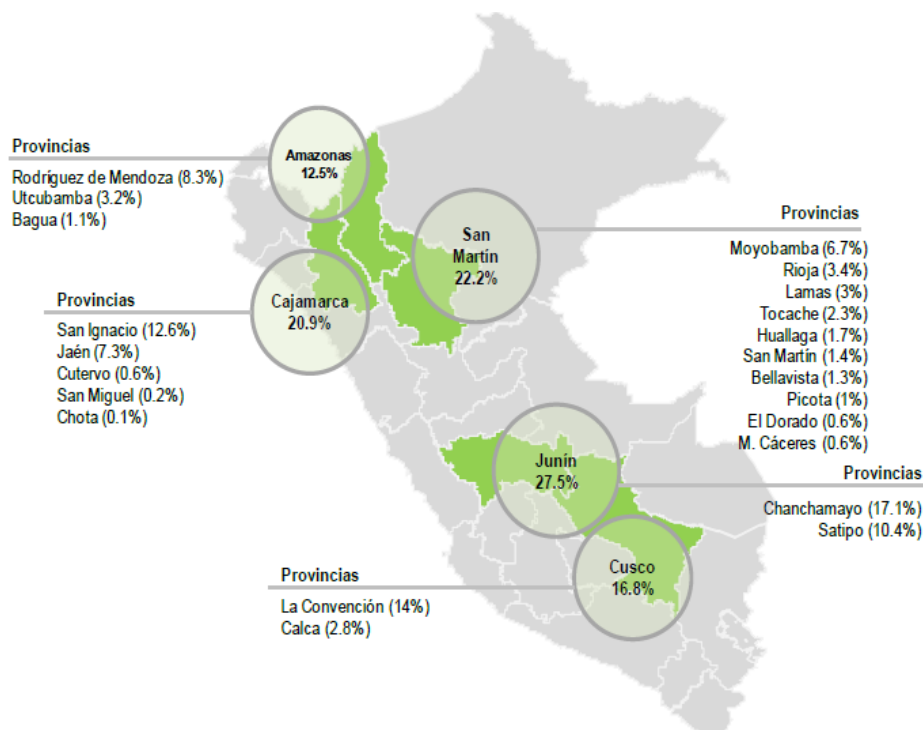 Provincias
Rodríguez de Mendoza (8.3%)
Utcubamba (3.2%)
Bagua (1.1%)
Amazonas
12.5%
San
Martín
22.2%
Provincias
Moyobamba (6.7%)
Rioja (3.4%)
Lamas (3%)
Tocache (2.3%)
Huallaga (1.7%)
San Martín (1.4%)
Bellavista (1.3%)
Picota (1%)
El Dorado (0.6%)
M. Cáceres (0.6%)
Provincias
San Ignacio (12.6%)
Jaén (7.3%)
Cutervo (0.6%)
San Miguel (0.2%)
Chota (0.1%)
Cajamarca
20.9%
Junín
27.5%
Provincias
Chanchamayo (17.1%)
Satipo (10.4%)
Provincias
La Convención (14%)
Calca (2.8%)
Cusco
16.8%